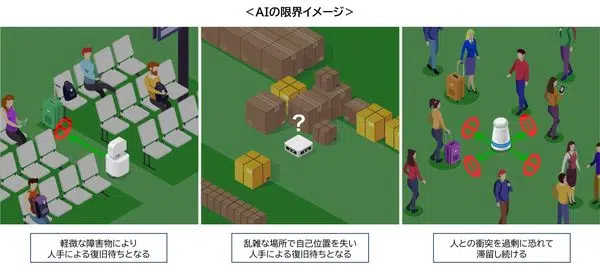 ＜AIの限界イメージ＞
?
軽微な障害物により
人手による復旧待ちとなる
乱雑な場所で自己位置を失い
人手による復旧待ちとなる
人との衝突を過剰に恐れて
滞留し続ける